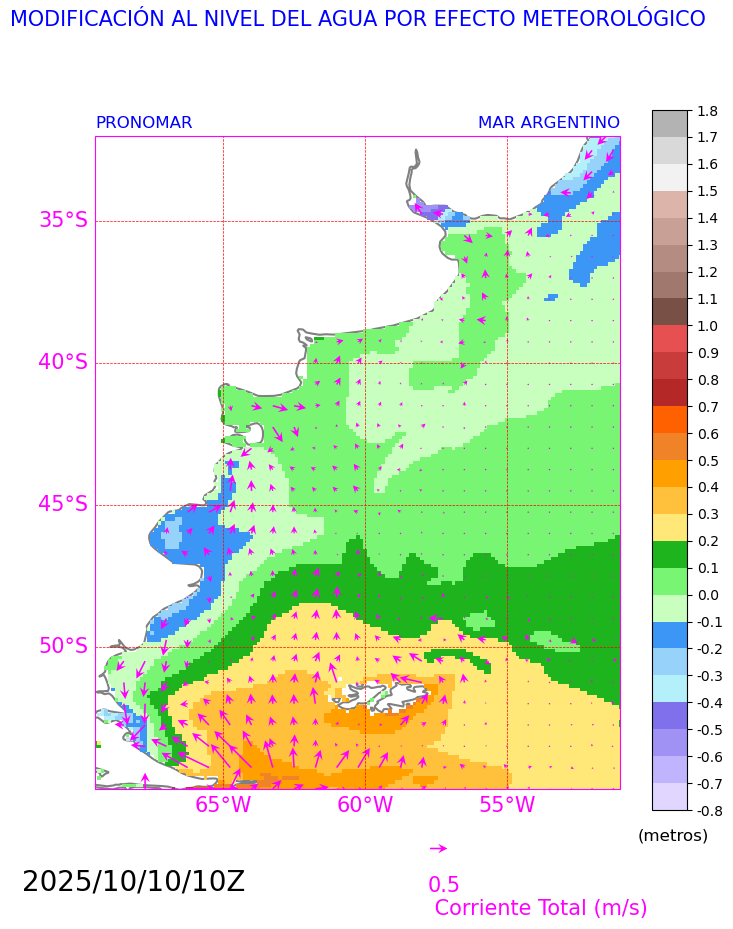 MODIFICACIÓN AL NIVEL DEL AGUA POR EFECTO METEOROLÓGICO
PRONOMAR
MAR ARGENTINO
35°S
40°S
45°S
50°S
65°W
60°W
55°W
1.8
1.7
1.6
1.5
1.4
1.3
1.2
1.1
1.0
0.9
0.8
0.7
0.6
0.5
0.4
0.3
0.2
0.1
0.0
-0.1
-0.2
-0.3
-0.4
-0.5
-0.6
-0.7
-0.8
(metros)
2025/10/10/10Z
0.5
Corriente Total (m/s)